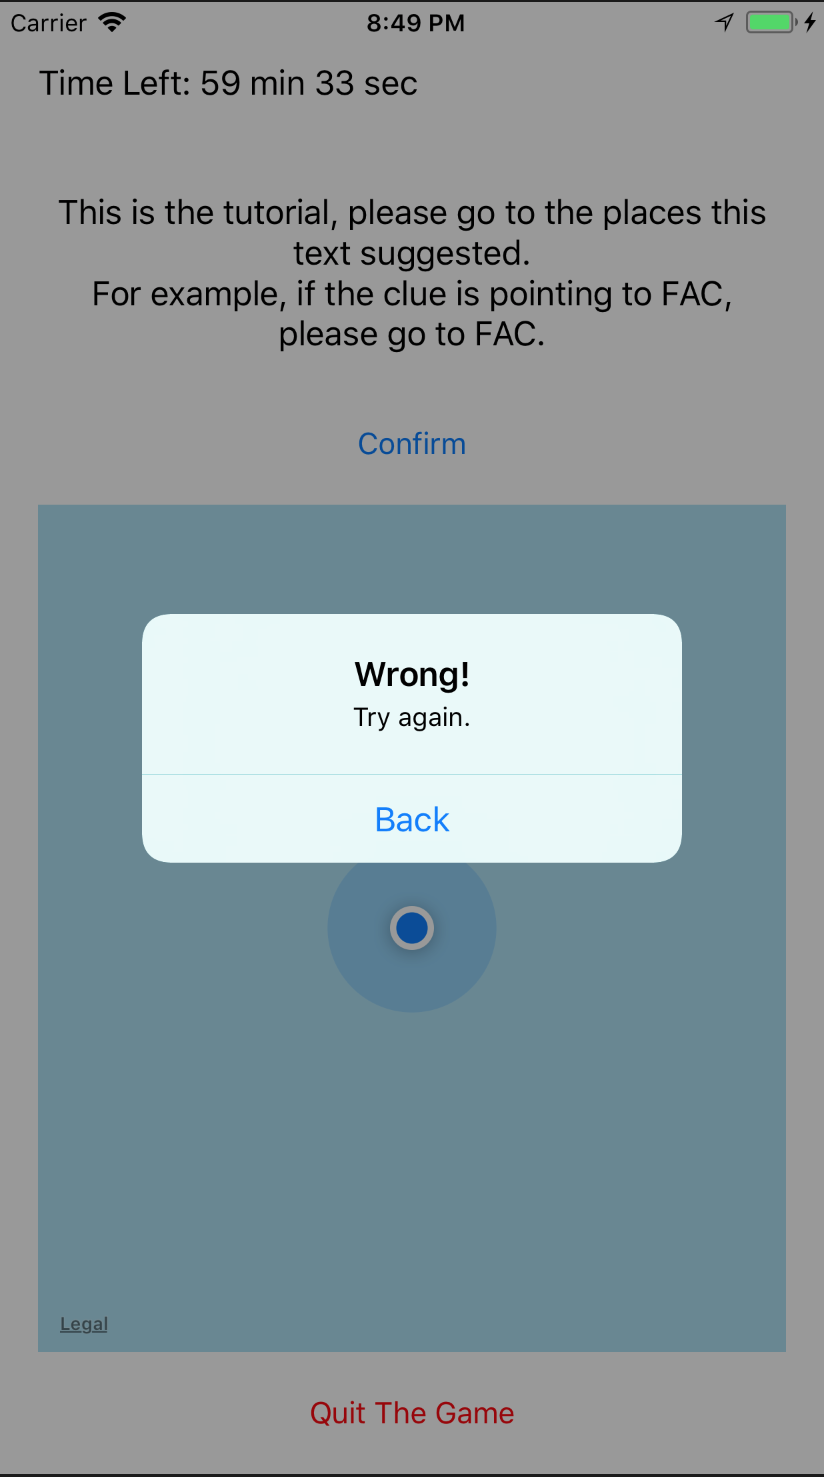 Carrier 8:49 PM
Time Left: 59 min 33 sec
This is the tutorial, please go to the places this
text suggested.
For example, if the clue is pointing to FAC,
please go to FAC.
Confirm
Wrong!
Try again.
Back
Legal
Quit The Game